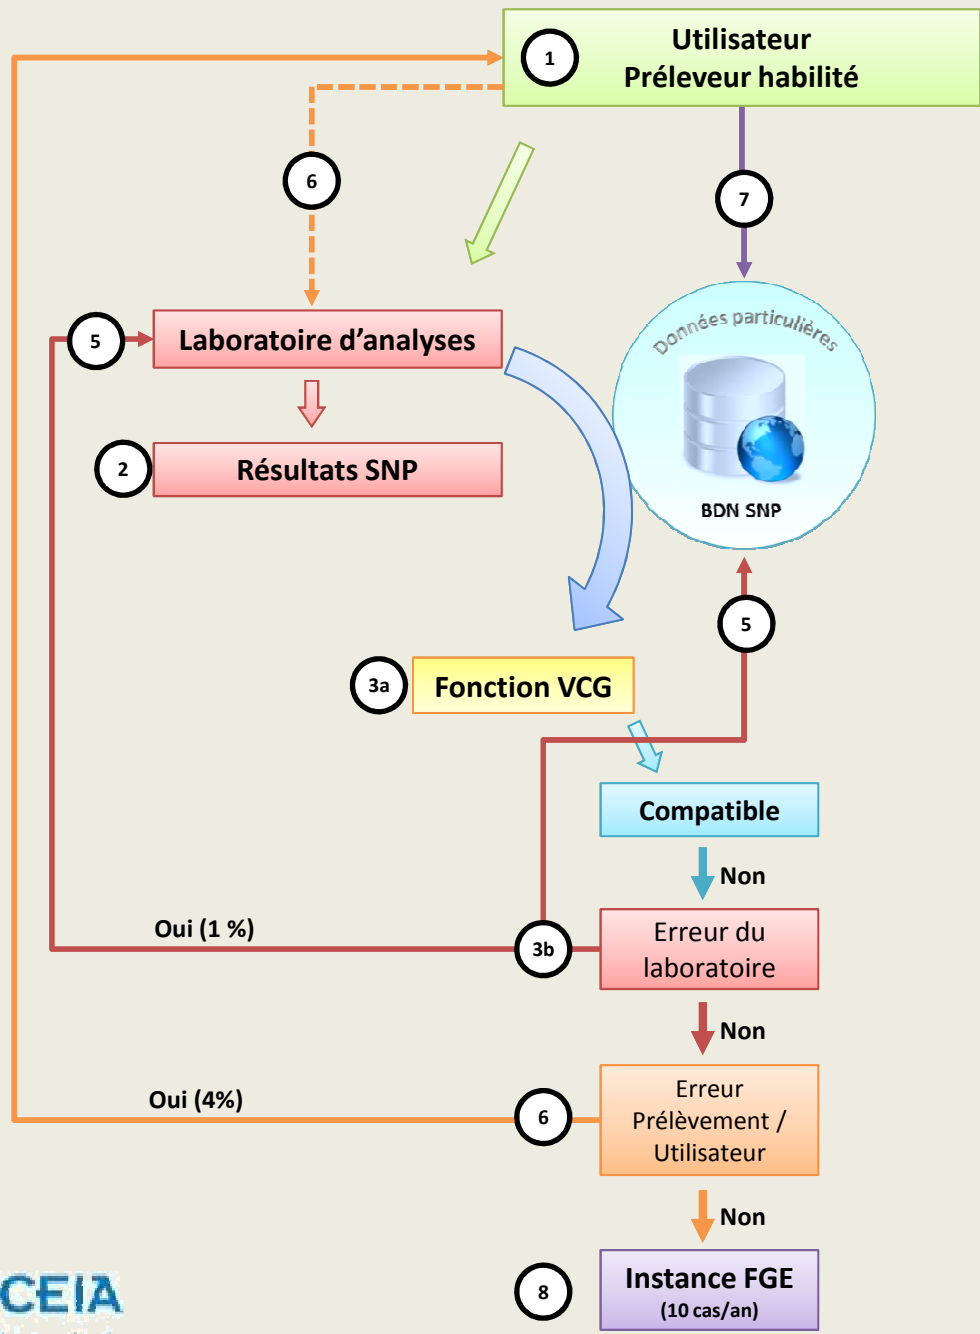 1
Utilisateur
Préleveur habilité
6
7
Données particulières
5
Laboratoire d'analyses
2
Résultats SNP
BDN SNP
5
3a
Fonction VCG
Compatible
Non
Oui (1 %)
3b
Erreur du
laboratoire
Non
Oui (4%)
6
Erreur
Prélèvement /
Utilisateur
Non
8
Instance FGE
(10 cas/an)
CEIA